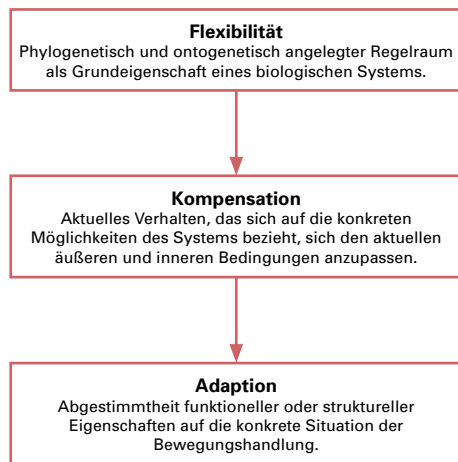 Flexibilität
Phylogenetisch und ontogenetisch angelegter Regelraum
als Grundeigenschaft eines biologischen Systems.
Kompensation
Aktuelles Verhalten, das sich auf die konkreten
Möglichkeiten des Systems bezieht, sich den aktuellen
äußeren und inneren Bedingungen anzupassen.
Adaption
Abgestimmtheit funktioneller oder struktureller
Eigenschaften auf die konkrete Situation der
Bewegungshandlung.